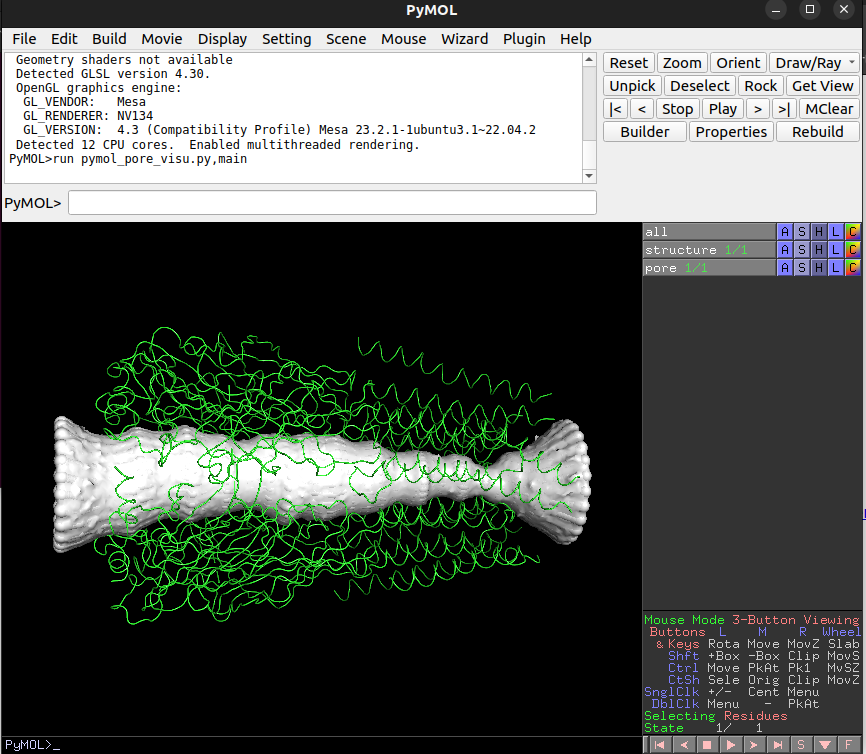 PyMOL
File Edit Build Movie Display Setting Scene Mouse Wizard Plugin Help
Geometry shaders not available
Detected GLSL version 4.30.
OpenGL graphics engine:
GL_VENDOR: Mesa
GL_RENDERER: NV134
GL_VERSION: 4.3 (Compatibility Profile) Mesa 23.2.1-1ubuntu3.1~22.04.2
Detected 12 CPU cores. Enabled multithreaded rendering.
PyMOL>run pymol_pore_visu.py,main
Reset Zoom Orient Draw/Ray
Unpick Deselect Rock Get View
|< < Stop Play > >| MClear
Builder Properties Rebuild
PyMOL>
all A S H L C
structure 1/1 A S H L C
pore 1/1 A S H L C
Mouse Mode 3-Button Viewing
Buttons L M R Wheel
& Keys Rota Move MovZ Slab
Shft +Box -Box Clip MovS
Ctrl Move PkAt Pk1 MvSZ
CtSh Sele Orig Clip MovZ
SnglClk +/- Cent Menu
DblClk Menu - PkAt
Selecting Residues
State 1/ 1
PyMOL>_
S F